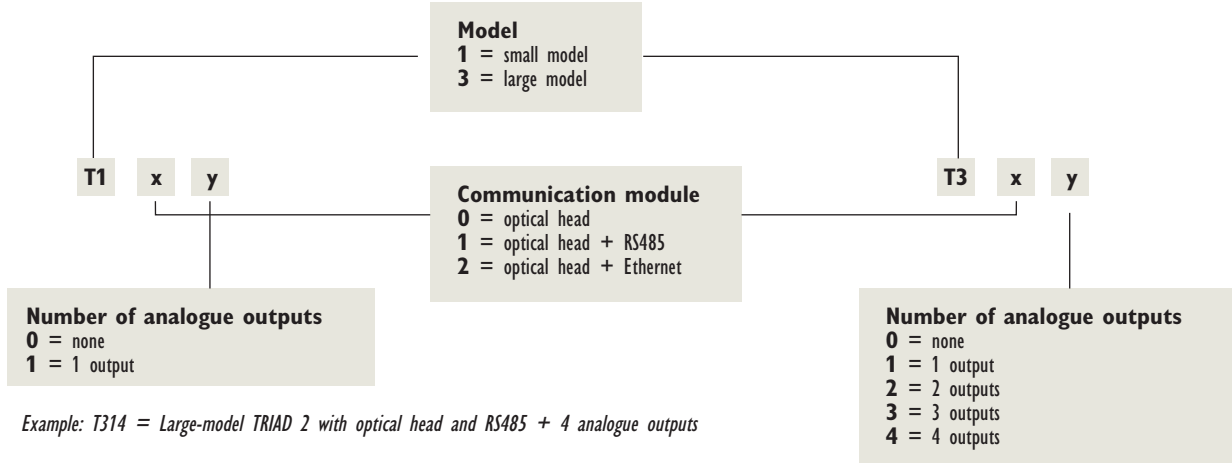 Model
1 = small model
3 = large model
T1 x y
T3 x y
Communication module
0 = optical head
1 = optical head + RS485
2 = optical head + Ethernet
Number of analogue outputs
0 = none
1 = 1 output
Number of analogue outputs
0 = none
1 = 1 output
2 = 2 outputs
3 = 3 outputs
4 = 4 outputs
Example: T314 = Large-model TRIAD 2 with optical head and RS485 + 4 analogue outputs